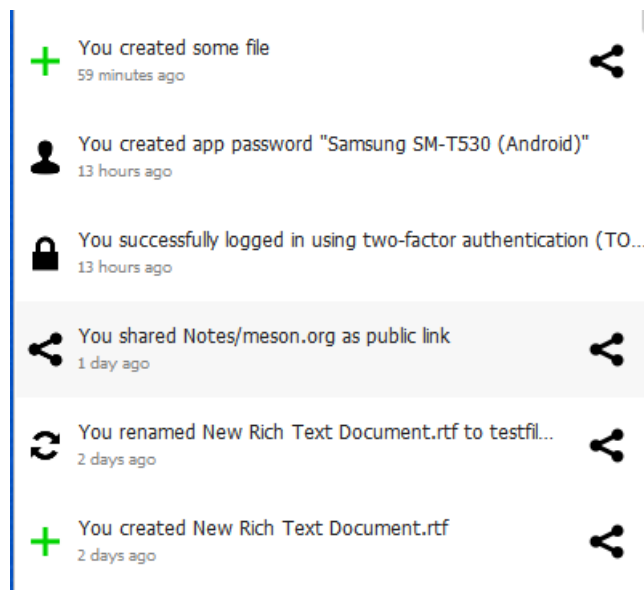 You created some file
59 minutes ago
You created app password "Samsung SM-T530 (Android)"
13 hours ago
You successfully logged in using two-factor authentication (TO...
13 hours ago
You shared Notes/meson.org as public link
1 day ago
You renamed New Rich Text Document.rtf to testfil...
2 days ago
You created New Rich Text Document.rtf
2 days ago